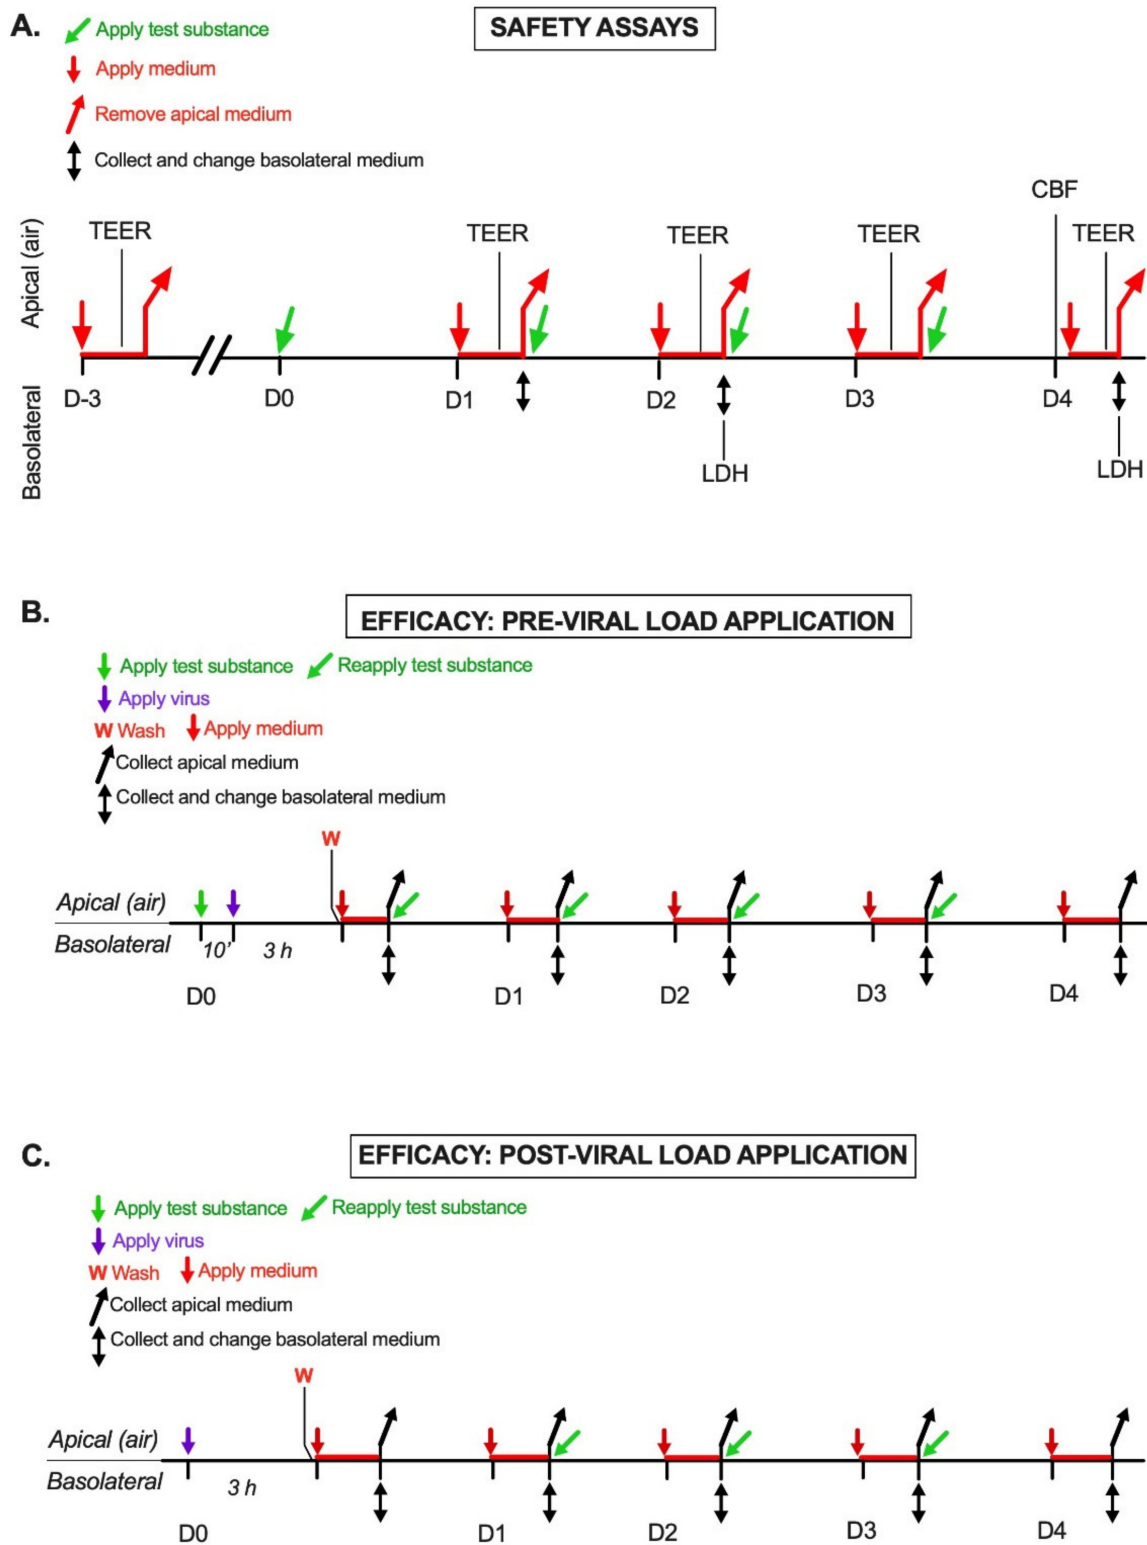 A.
SAFETY ASSAYS
Apply test substance
Apply medium
Remove apical medium
Collect and change basolateral medium
Apical (air)
Basolateral
CBF
TEER TEER TEER TEER TEER
D-3 D0 D1 D2 D3 D4
LDH LDH
B.
EFFICACY: PRE-VIRAL LOAD APPLICATION
Apply test substance Reapply test substance
Apply virus
W Wash Apply medium
Collect apical medium
Collect and change basolateral medium
W
Apical (air)
Basolateral 10' 3 h
D0 D1 D2 D3 D4
C.
EFFICACY: POST-VIRAL LOAD APPLICATION
Apply test substance Reapply test substance
Apply virus
W Wash Apply medium
Collect apical medium
Collect and change basolateral medium
W
Apical (air)
Basolateral 3 h
D0 D1 D2 D3 D4